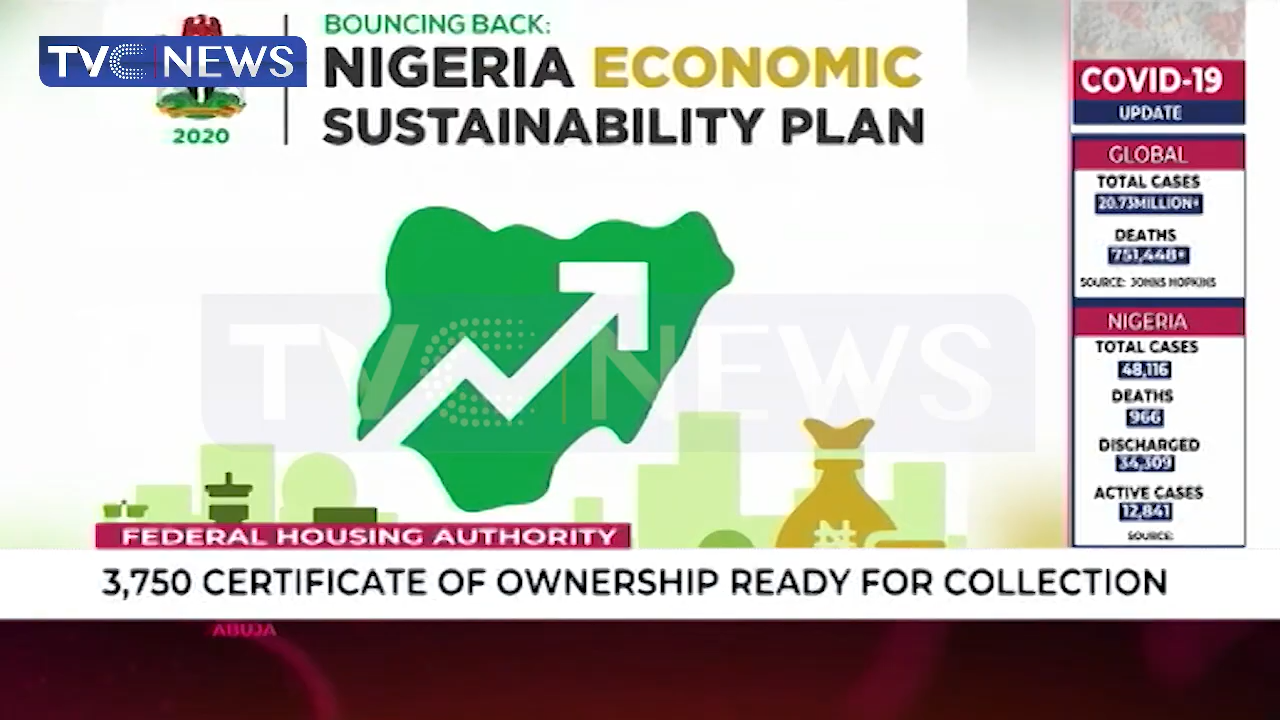 TVC NEWS
2020
BOUNCING BACK:
NIGERIA ECONOMIC
SUSTAINABILITY PLAN
TVC NEWS
COVID-19
UPDATE
GLOBAL
TOTAL CASES
20.73MILLION+
DEATHS
751,448+
SOURCE: JOHNS HOPKINS
NIGERIA
TOTAL CASES
48,116
DEATHS
966
DISCHARGED
34,309
ACTIVE CASES
12,841
SOURCE:
FEDERAL HOUSING AUTHORITY
3,750 CERTIFICATE OF OWNERSHIP READY FOR COLLECTION
ABUJA